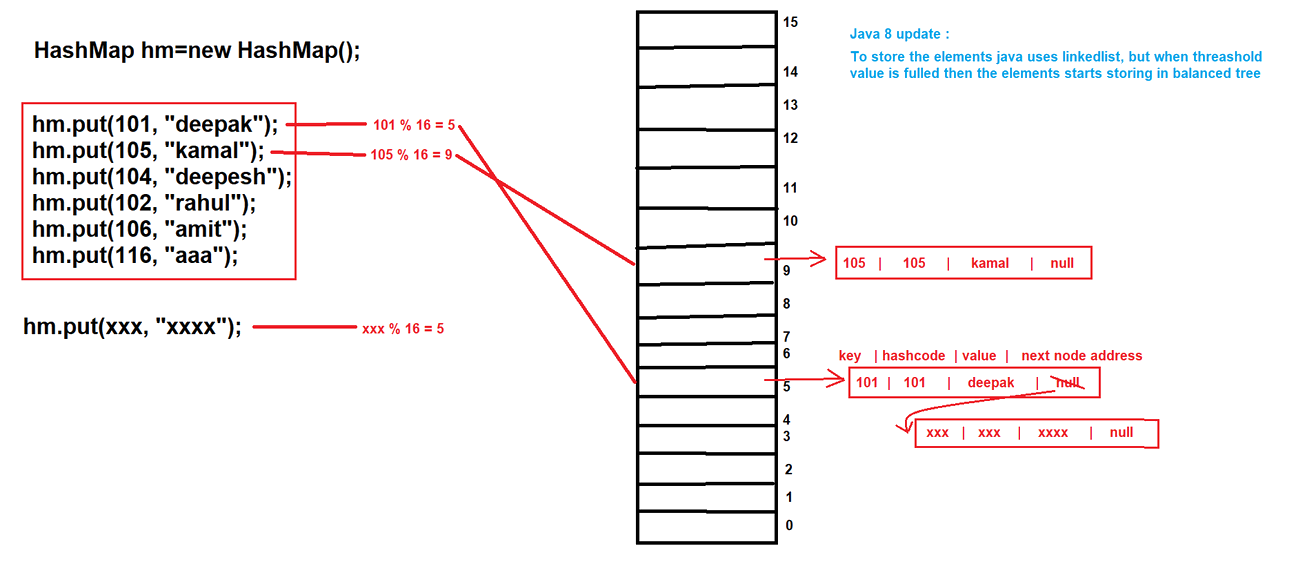 HashMap hm=new HashMap();
hm.put(101, "deepak");
hm.put(105, "kamal");
hm.put(104, "deepesh");
hm.put(102, "rahul");
hm.put(106, "amit");
hm.put(116, "aaa");
hm.put(xxx, "xxxx");
101 % 16 = 5
105 % 16 = 9
xxx % 16 = 5
15
14
13
12
11
10
9
8
7
6
5
4
3
2
1
0
Java 8 update :
To store the elements java uses linkedlist, but when threashold
value is fulled then the elements starts storing in balanced tree
105 | 105 | kamal | null
key | hashcode | value | next node address
101 | 101 | deepak | null
xxx | xxx | xxxx | null